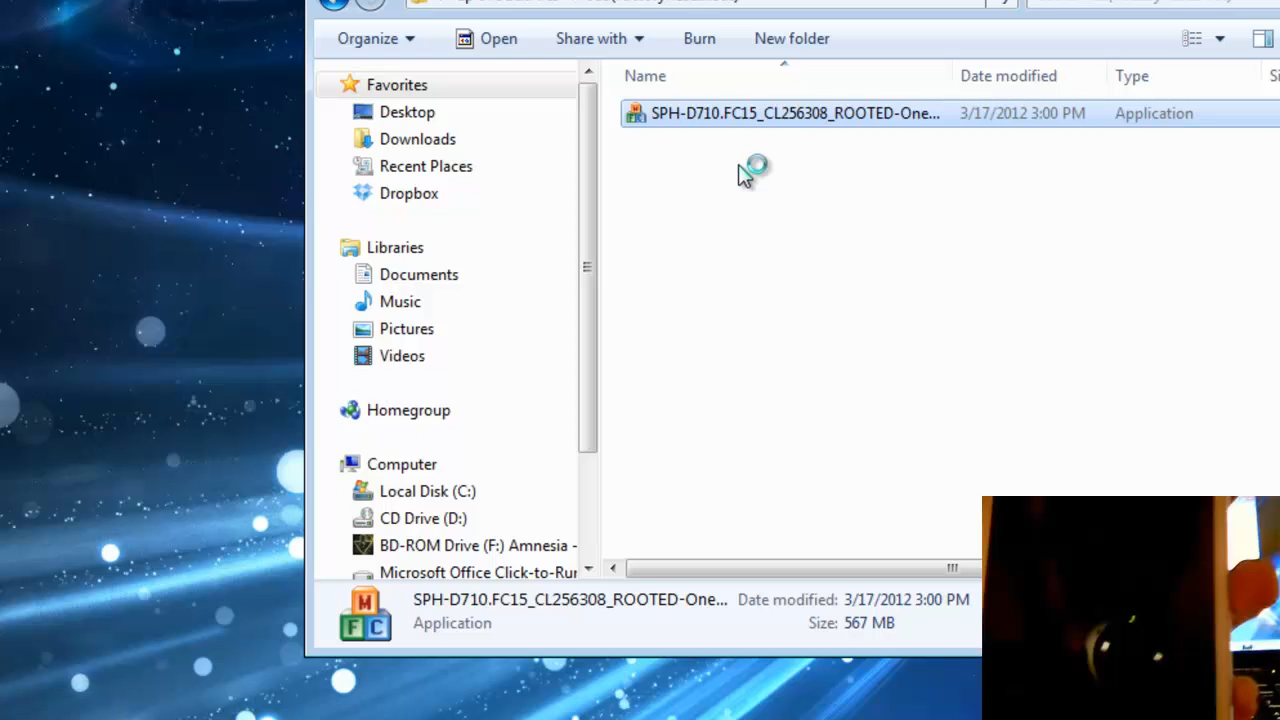 Organize
Open
Share with
Burn
New folder
Name
Date modified
Type
SPH-D710.FC15_CL256308_ROOTED-One...
3/17/2012 3:00 PM
Application
Favorites
Desktop
Downloads
Recent Places
Dropbox
Libraries
Documents
Music
Pictures
Videos
Homegroup
Computer
Local Disk (C:)
CD Drive (D:)
BD-ROM Drive (F:) Amnesia -
Microsoft Office Click-to-Run
SPH-D710.FC15_CL256308_ROOTED-One...
Date modified: 3/17/2012 3:00 PM
Application
Size: 567 MB
M
F C